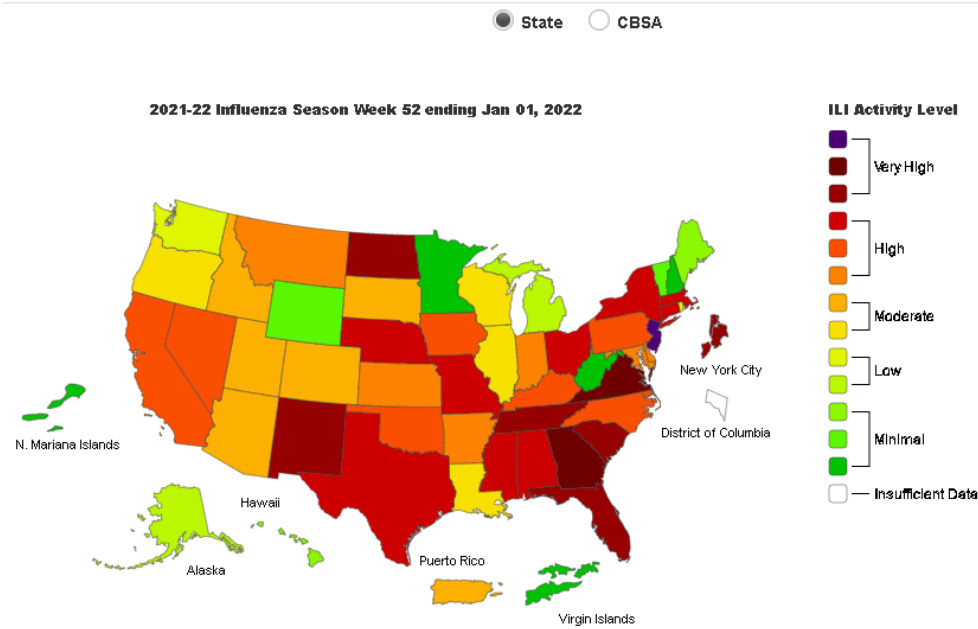 State CBSA
2021-22 Influenza Season Week 52 ending Jan 01, 2022
ILI Activity Level
Very High
High
Moderate
Low
Minimal
Insufficient Data
New York City
District of Columbia
N. Mariana Islands
Hawaii
Alaska
Puerto Rico
Virgin Islands